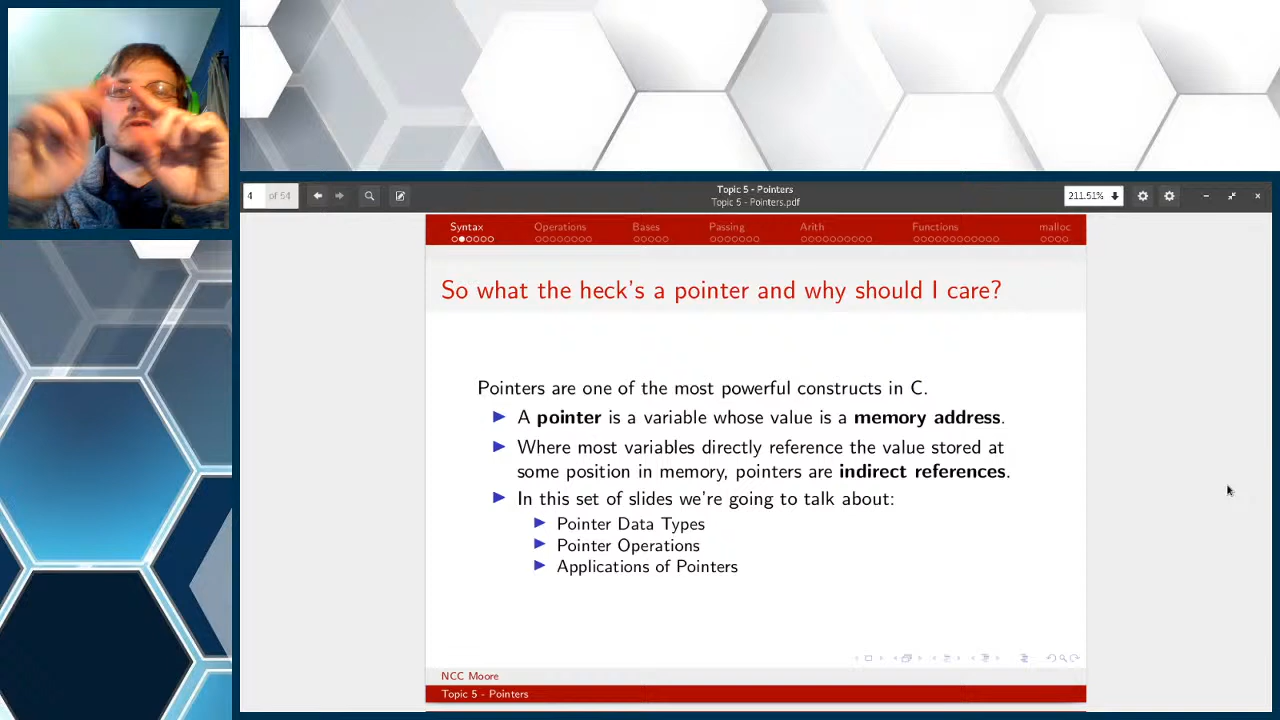 Topic 5 - Pointers
4 of 54
Topic 5 - Pointers.pdf
211.51%
Syntax Operations Bases Passing Arith Functions malloc
So what the heck's a pointer and why should I care?
Pointers are one of the most powerful constructs in C.
A pointer is a variable whose value is a memory address.
Where most variables directly reference the value stored at
some position in memory, pointers are indirect references.
In this set of slides we're going to talk about:
Pointer Data Types
Pointer Operations
Applications of Pointers
NCC Moore
Topic 5 - Pointers